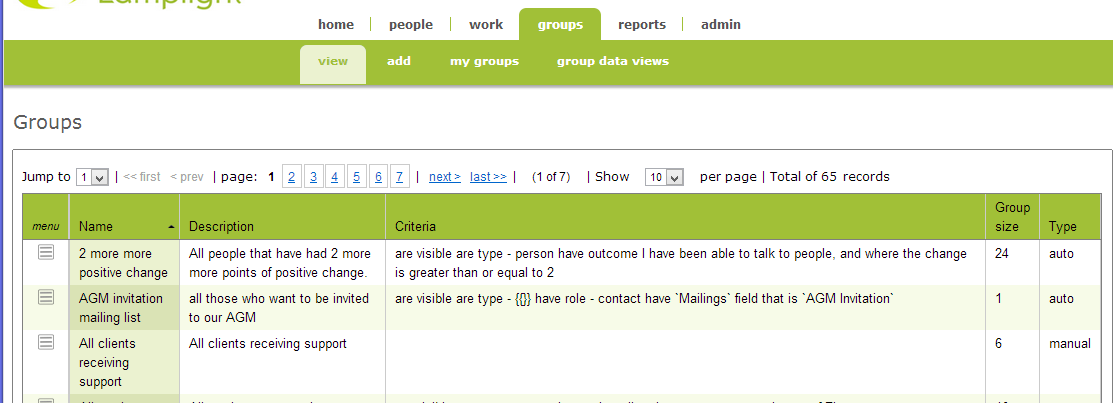 home | people | work groups reports | admin
view add my groups group data views
Groups
Jump to 1 | << first < prev | page: 1 2 3 4 5 6 7 | next > last >> | (1 of 7) | Show 10 per page | Total of 65 records
Group
menu Name Description Criteria size Type
2 more more All people that have had 2 more are visible are type - person have outcome I have been able to talk to people, and where the change 24 auto
positive change more points of positive change. is greater than or equal to 2
AGM invitation all those who want to be invited are visible are type - {{}} have role - contact have `Mailings` field that is `AGM Invitation` 1 auto
mailing list to our AGM
All clients All clients receiving support 6 manual
receiving
support